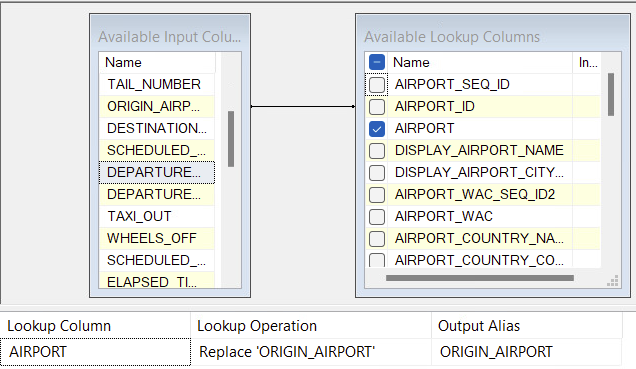 Available Input Colu...
Name
TAIL_NUMBER
ORIGIN_AIRP...
DESTINATION...
SCHEDULED_...
DEPARTURE...
DEPARTURE...
TAXI_OUT
WHEELS_OFF
SCHEDULED_...
ELAPSED_TI...
Available Lookup Columns
Name In...
AIRPORT_SEQ_ID
AIRPORT_ID
AIRPORT
DISPLAY_AIRPORT_NAME
DISPLAY_AIRPORT_CITY...
AIRPORT_WAC_SEQ_ID2
AIRPORT_WAC
AIRPORT_COUNTRY_NA...
AIRPORT_COUNTRY_CO...
Lookup Column Lookup Operation Output Alias
AIRPORT Replace 'ORIGIN_AIRPORT' ORIGIN_AIRPORT